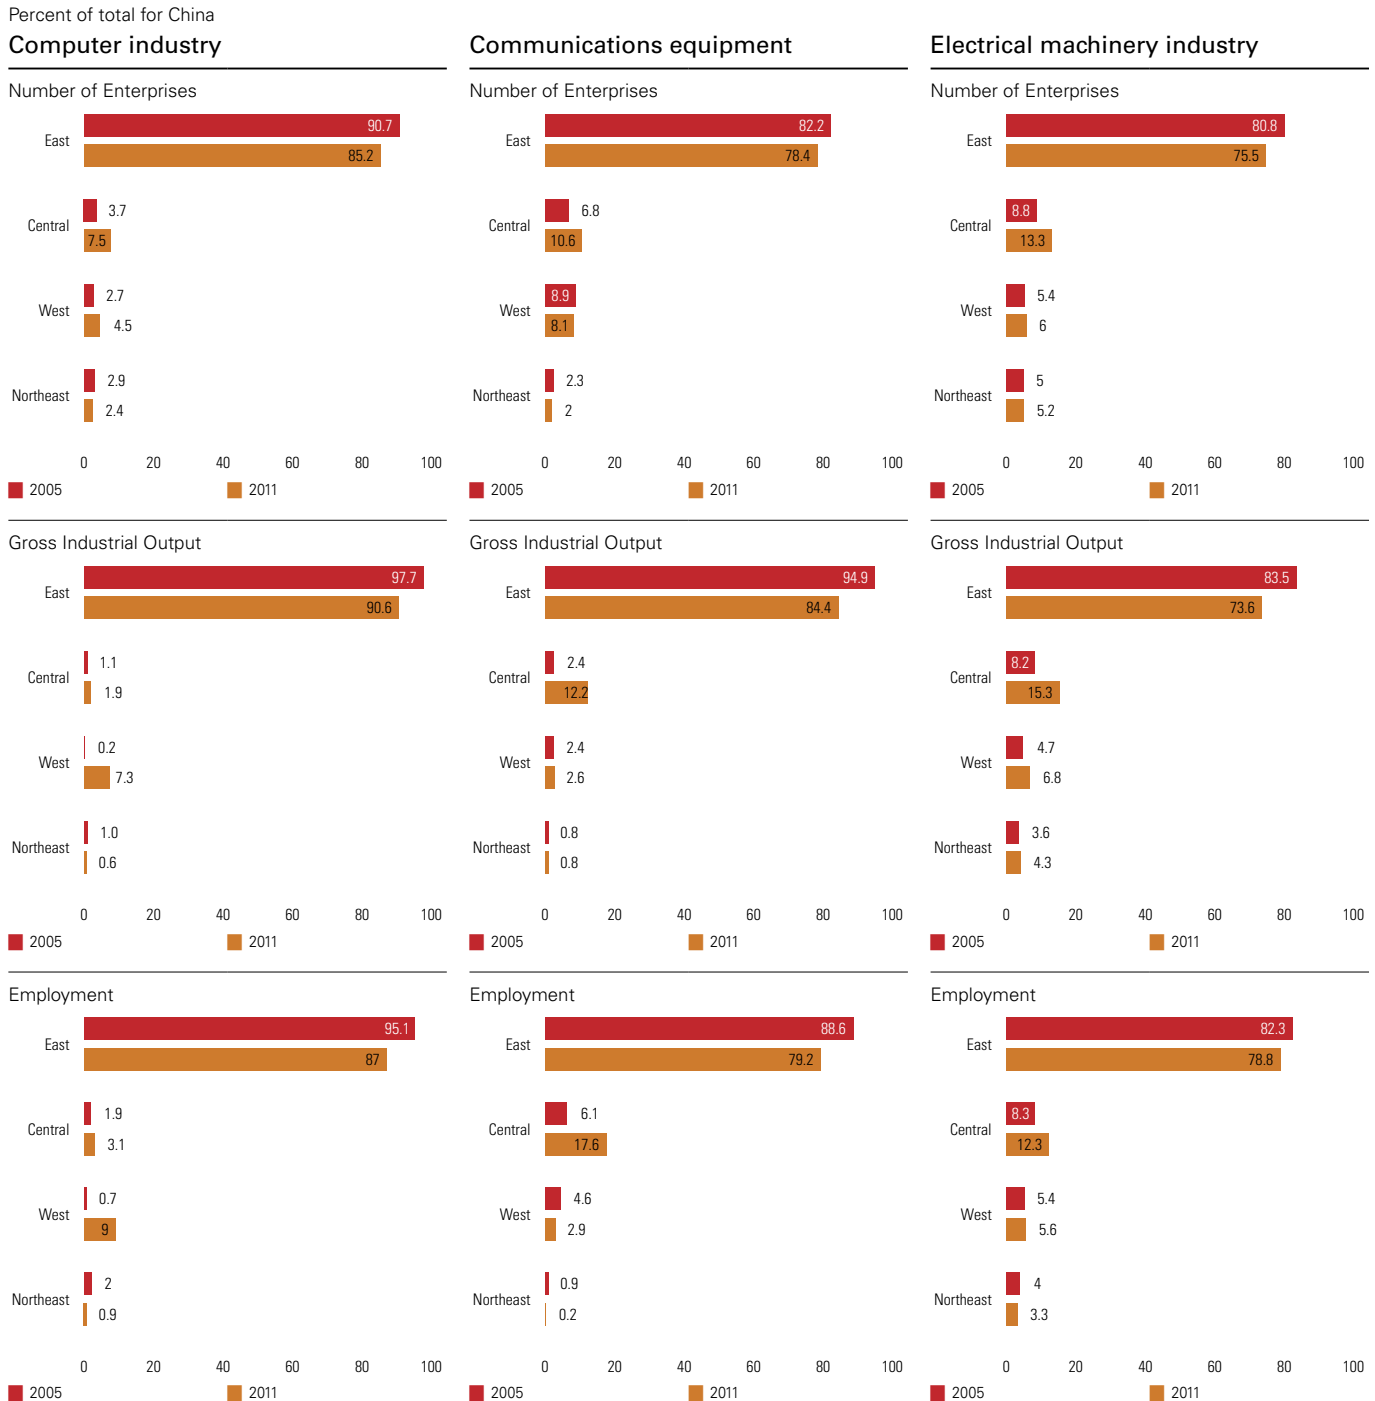 Percent of total for China
Computer industry
Number of Enterprises
East
90.7
85.2
Central
3.7
7.5
West
2.7
4.5
Northeast
2.9
2.4
0 20 40 60 80 100
2005 2011
Gross Industrial Output
East
97.7
90.6
Central
1.1
1.9
West
0.2
7.3
Northeast
1.0
0.6
0 20 40 60 80 100
2005 2011
Employment
East
95.1
87
Central
1.9
3.1
West
0.7
9
Northeast
2
0.9
0 20 40 60 80 100
2005 2011
Communications equipment
Number of Enterprises
East
82.2
78.4
Central
6.8
10.6
West
8.9
8.1
Northeast
2.3
2
0 20 40 60 80 100
2005 2011
Gross Industrial Output
East
94.9
84.4
Central
2.4
12.2
West
2.4
2.6
Northeast
0.8
0.8
0 20 40 60 80 100
2005 2011
Employment
East
88.6
79.2
Central
6.1
17.6
West
4.6
2.9
Northeast
0.9
0.2
0 20 40 60 80 100
2005 2011
Electrical machinery industry
Number of Enterprises
East
80.8
75.5
Central
8.8
13.3
West
5.4
6
Northeast
5
5.2
0 20 40 60 80 100
2005 2011
Gross Industrial Output
East
83.5
73.6
Central
8.2
15.3
West
4.7
6.8
Northeast
3.6
4.3
0 20 40 60 80 100
2005 2011
Employment
East
82.3
78.8
Central
8.3
12.3
West
5.4
5.6
Northeast
4
3.3
0 20 40 60 80 100
2005 2011